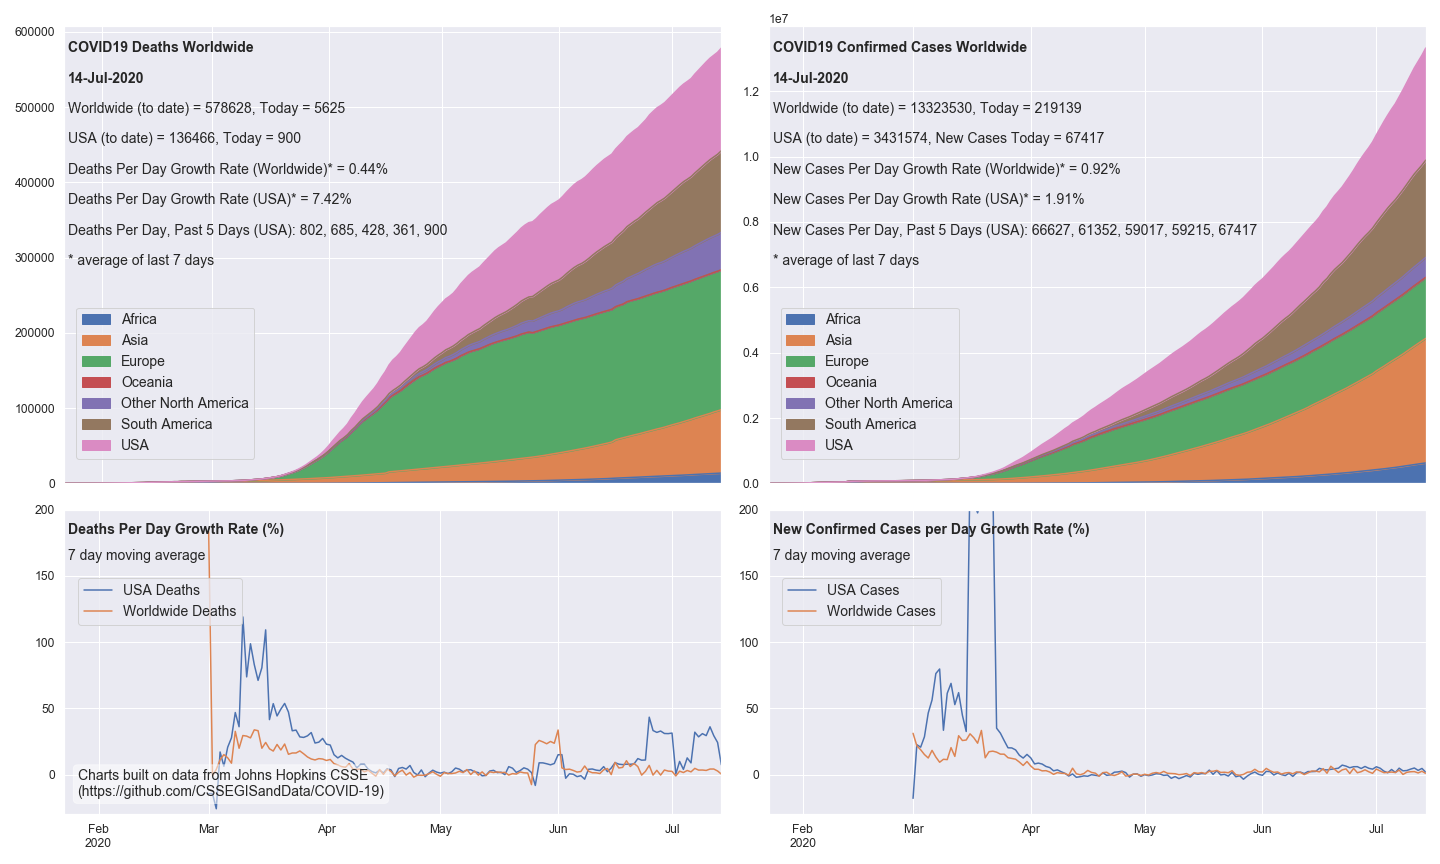 COVID19 Deaths Worldwide
14-Jul-2020
Worldwide (to date) = 578628, Today = 5625
USA (to date) = 136466, Today = 900
Deaths Per Day Growth Rate (Worldwide)* = 0.44%
Deaths Per Day Growth Rate (USA)* = 7.42%
Deaths Per Day, Past 5 Days (USA): 802, 685, 428, 361, 900
* average of last 7 days
600000
500000
400000
300000
200000
100000
0
Africa
Asia
Europe
Oceania
Other North America
South America
USA
1e7
COVID19 Confirmed Cases Worldwide
14-Jul-2020
Worldwide (to date) = 13323530, Today = 219139
USA (to date) = 3431574, New Cases Today = 67417
New Cases Per Day Growth Rate (Worldwide)* = 0.92%
New Cases Per Day Growth Rate (USA)* = 1.91%
New Cases Per Day, Past 5 Days (USA): 66627, 61352, 59017, 59215, 67417
* average of last 7 days
1.2
1.0
0.8
0.6
0.4
0.2
0.0
Africa
Asia
Europe
Oceania
Other North America
South America
USA
Deaths Per Day Growth Rate (%)
7 day moving average
USA Deaths
Worldwide Deaths
200
150
100
50
0
Charts built on data from Johns Hopkins CSSE
(https://github.com/CSSEGISandData/COVID-19)
Feb Mar Apr May Jun Jul
2020
New Confirmed Cases per Day Growth Rate (%)
7 day moving average
USA Cases
Worldwide Cases
200
150
100
50
0
Feb Mar Apr May Jun Jul
2020